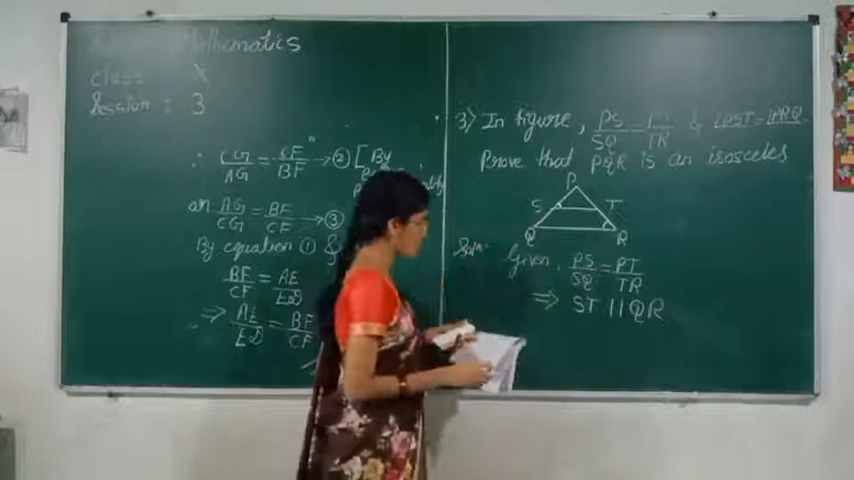 Mathematics
class X
Session : 3
∴ CG/AG = CF/BF → ② [By
an AG/CG = BF/CF → ③
By equation ① &
BF/CF = AE/ED
⇒ AE/ED = BF/CF
3) In figure, PS/SQ = PT/TR & ∠PST = ∠PRQ
Prove that PQR is an isosceles
P
S T
Q R
Soln Given, PS/SQ = PT/TR
⇒ ST || QR